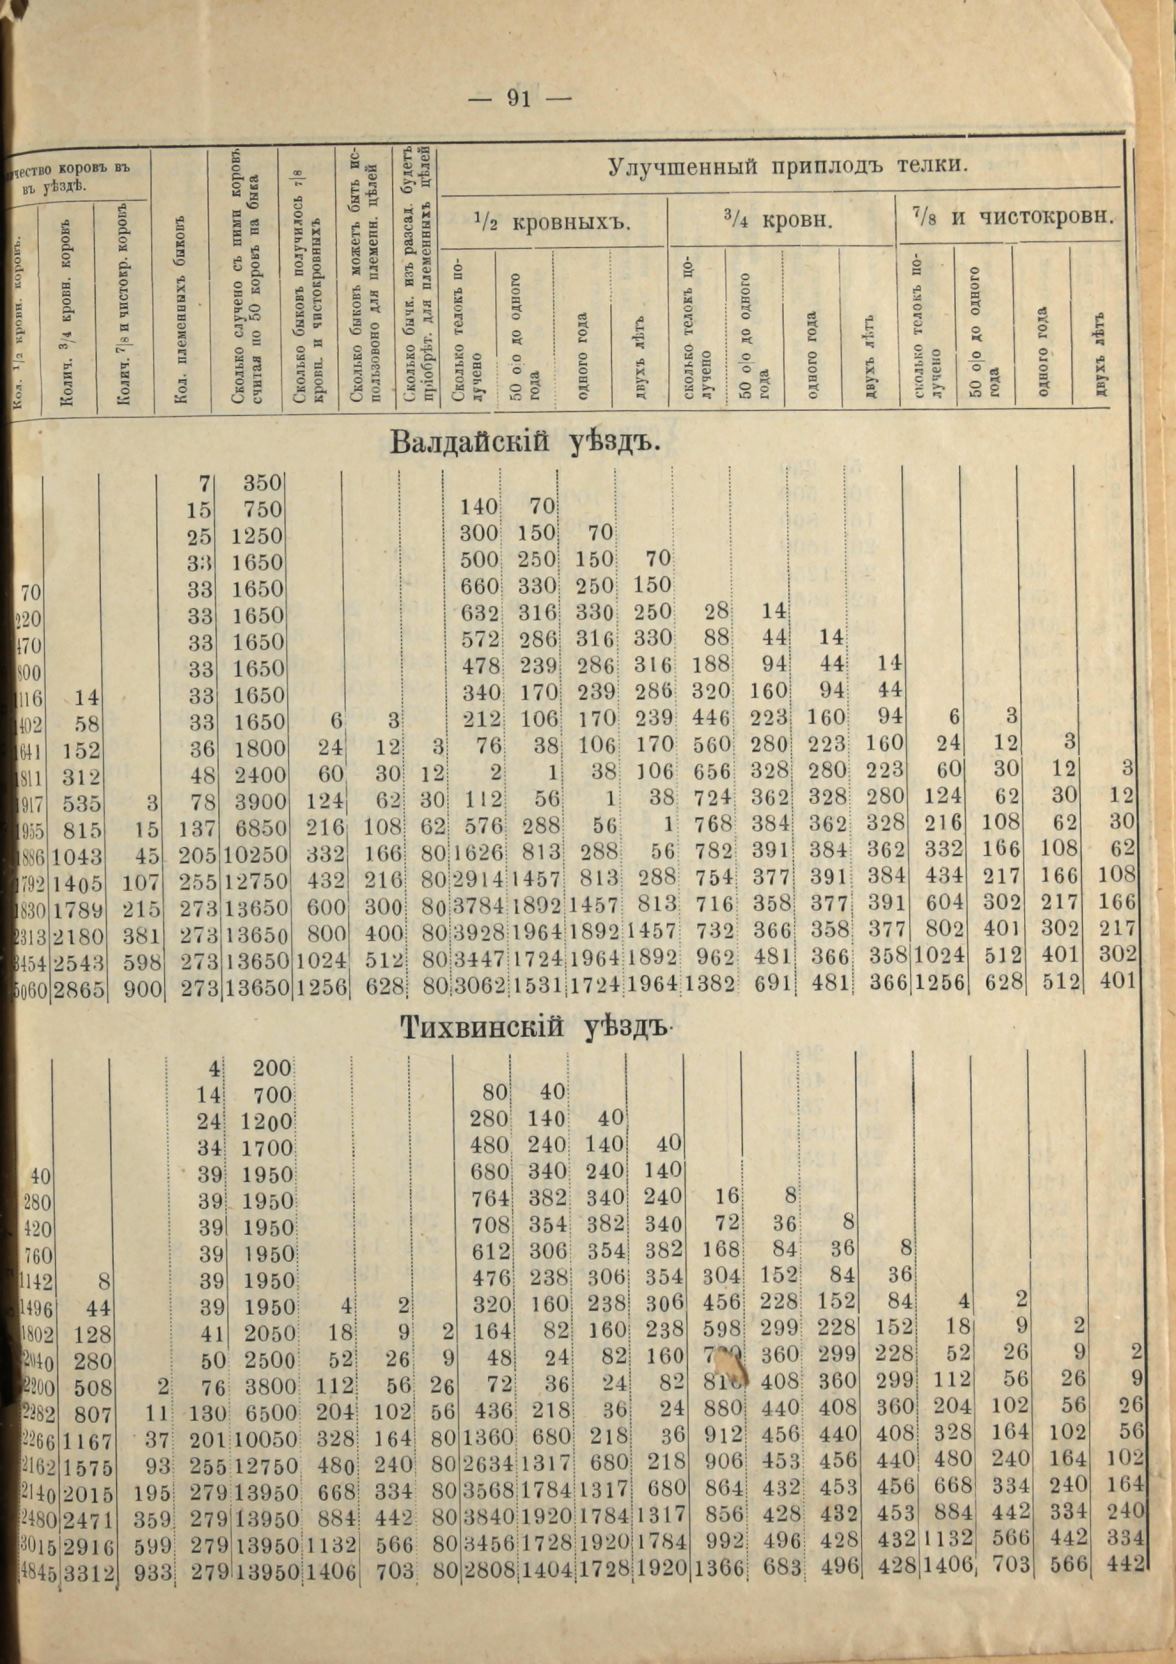 — 91 —
коровъ въ
въ уѣздѣ.
Кол. 1/2 кровн. коровъ.
Колич. 3/4 кровн. коровъ
Колич. 7/8 и чистокр. коровъ
Кол. племенныхъ быковъ
Сколько случено съ ними коровъ
считая по 50 коровъ на быка
Сколько быковъ получилось 7/8
кровн. и чистокровныхъ
Сколько быковъ можетъ быть ис-
пользовоно для племенн. цѣлей
Сколько бычк. изъ разсад. будетъ
пріобрѣт. для племенныхъ цѣлей
Улучшенный приплодъ телки.
1/2 кровныхъ.
3/4 кровн.
7/8 и чистокровн.
Сколько телокъ по-
лучено
50 о|о до одного
года
одного года
двухъ лѣтъ
сколько телокъ по-
лучено
50 о|о до одного
года
одного года
двухъ лѣтъ
сколько телокъ по-
лучено
50 о|о до одного
года
одного года
двухъ лѣтъ
Валдайскій уѣздъ.
7 350
15 750 140 70
25 1250 300 150 70
33 1650 500 250 150 70
70 33 1650 660 330 250 150
220 33 1650 632 316 330 250 28 14
470 33 1650 572 286 316 330 88 44 14
800 33 1650 478 239 286 316 188 94 44 14
1116 14 33 1650 340 170 239 286 320 160 94 44
1402 58 33 1650 6 3 212 106 170 239 446 223 160 94 6 3
1641 152 36 1800 24 12 3 76 38 106 170 560 280 223 160 24 12 3
1811 312 48 2400 60 30 12 2 1 38 106 656 328 280 223 60 30 12 3
1917 535 3 78 3900 124 62 30 112 56 1 38 724 362 328 280 124 62 30 12
1955 815 15 137 6850 216 108 62 576 288 56 1 768 384 362 328 216 108 62 30
1886 1043 45 205 10250 332 166 80 1626 813 288 56 782 391 384 362 332 166 108 62
1792 1405 107 255 12750 432 216 80 2914 1457 813 288 754 377 391 384 434 217 166 108
1830 1789 215 273 13650 600 300 80 3784 1892 1457 813 716 358 377 391 604 302 217 166
2313 2180 381 273 13650 800 400 80 3928 1964 1892 1457 732 366 358 377 802 401 302 217
3454 2543 598 273 13650 1024 512 80 3447 1724 1964 1892 962 481 366 358 1024 512 401 302
5060 2865 900 273 13650 1256 628 80 3062 1531 1724 1964 1382 691 481 366 1256 628 512 401
Тихвинскій уѣздъ.
4 200
14 700 80 40
24 1200 280 140 40
34 1700 480 240 140 40
40 39 1950 680 340 240 140
280 39 1950 764 382 340 240 16 8
420 39 1950 708 354 382 340 72 36 8
760 39 1950 612 306 354 382 168 84 36 8
1142 8 39 1950 476 238 306 354 304 152 84 36
1496 44 39 1950 4 2 320 160 238 306 456 228 152 84 4 2
1802 128 41 2050 18 9 2 164 82 160 238 598 299 228 152 18 9 2
2040 280 50 2500 52 26 9 48 24 82 160 360 299 228 52 26 9 2
2200 508 2 76 3800 112 56 26 72 36 24 82 816 408 360 299 112 56 26 9
2282 807 11 130 6500 204 102 56 436 218 36 24 880 440 408 360 204 102 56 26
2266 1167 37 201 10050 328 164 80 1360 680 218 36 912 456 440 408 328 164 102 56
2162 1575 93 255 12750 480 240 80 2634 1317 680 218 906 453 456 440 480 240 164 102
2140 2015 195 279 13950 668 334 80 3568 1784 1317 680 864 432 453 456 668 334 240 164
2480 2471 359 279 13950 884 442 80 3840 1920 1784 1317 856 428 432 453 884 442 334 240
3015 2916 599 279 13950 1132 566 80 3456 1728 1920 1784 992 496 428 432 1132 566 442 334
4845 3312 933 279 13950 1406 703 80 2808 1404 1728 1920 1366 683 496 428 1406 703 566 442